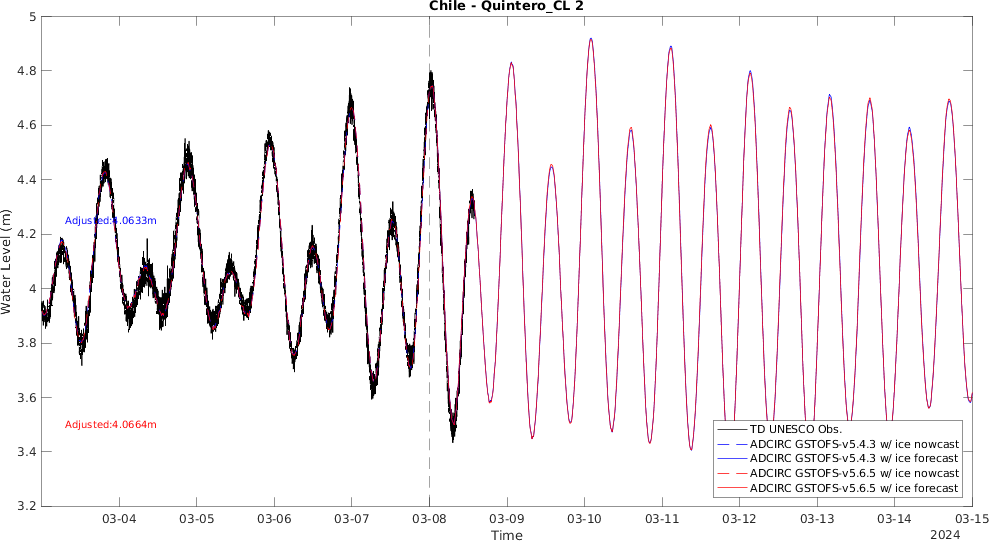 Chile - Quintero_CL 2
5
4.8
4.6
4.4
4.2
4
3.8
3.6
3.4
3.2
Water Level (m)
Adjusted:4.0633m
Adjusted:4.0664m
TD UNESCO Obs.
ADCIRC GSTOFS-v5.4.3 w/ ice nowcast
ADCIRC GSTOFS-v5.4.3 w/ ice forecast
ADCIRC GSTOFS-v5.6.5 w/ ice nowcast
ADCIRC GSTOFS-v5.6.5 w/ ice forecast
03-04 03-05 03-06 03-07 03-08 03-09 03-10 03-11 03-12 03-13 03-14 03-15
Time
2024